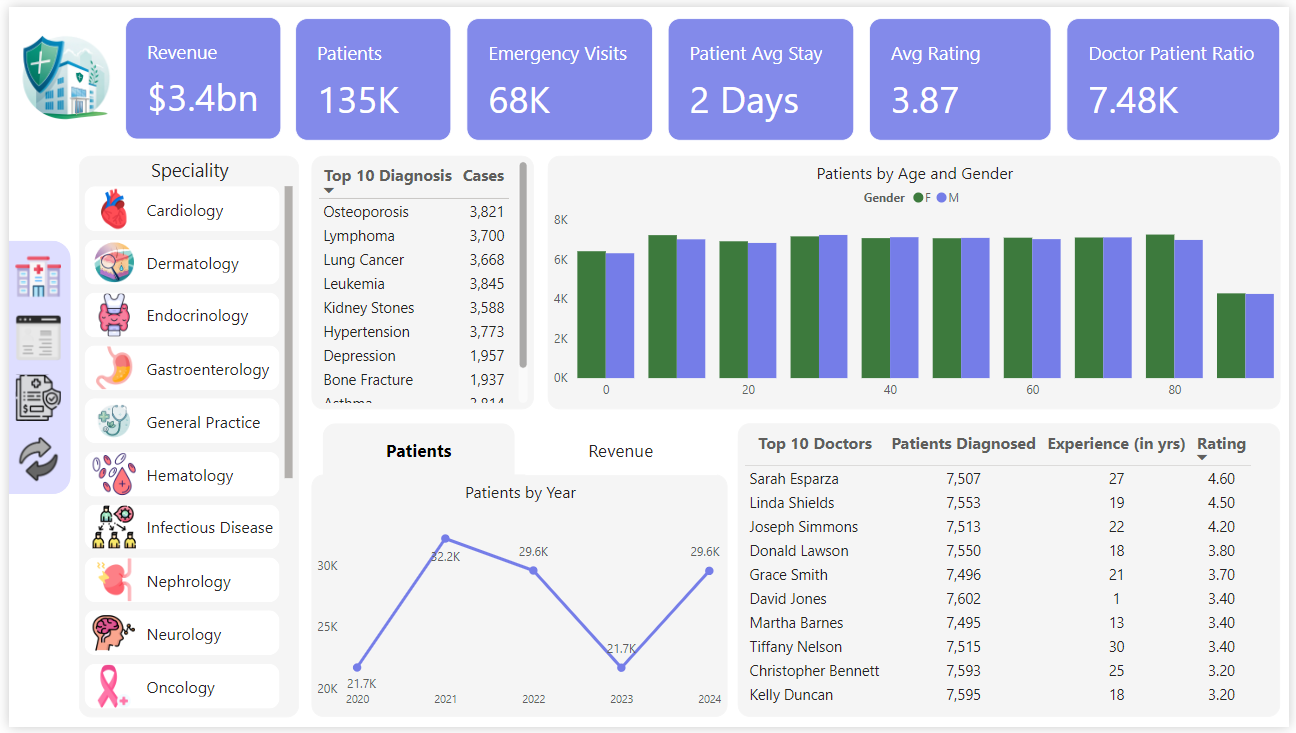 Revenue
$3.4bn
Patients
135K
Emergency Visits
68K
Patient Avg Stay
2 Days
Avg Rating
3.87
Doctor Patient Ratio
7.48K
Speciality
Cardiology
Dermatology
Endocrinology
Gastroenterology
General Practice
Hematology
Infectious Disease
Nephrology
Neurology
Oncology
Top 10 Diagnosis Cases
Osteoporosis 3,821
Lymphoma 3,700
Lung Cancer 3,668
Leukemia 3,845
Kidney Stones 3,588
Hypertension 3,773
Depression 1,957
Bone Fracture 1,937
Asthma 3,814
Patients by Age and Gender
Gender F M
8K
6K
4K
2K
0K
0 20 40 60 80
Patients Revenue
Patients by Year
30K
25K
20K
21.7K
32.2K
29.6K
21.7K
29.6K
2020 2021 2022 2023 2024
Top 10 Doctors Patients Diagnosed Experience (in yrs) Rating
Sarah Esparza 7,507 27 4.60
Linda Shields 7,553 19 4.50
Joseph Simmons 7,513 22 4.20
Donald Lawson 7,550 18 3.80
Grace Smith 7,496 21 3.70
David Jones 7,602 1 3.40
Martha Barnes 7,495 13 3.40
Tiffany Nelson 7,515 30 3.40
Christopher Bennett 7,593 25 3.20
Kelly Duncan 7,595 18 3.20